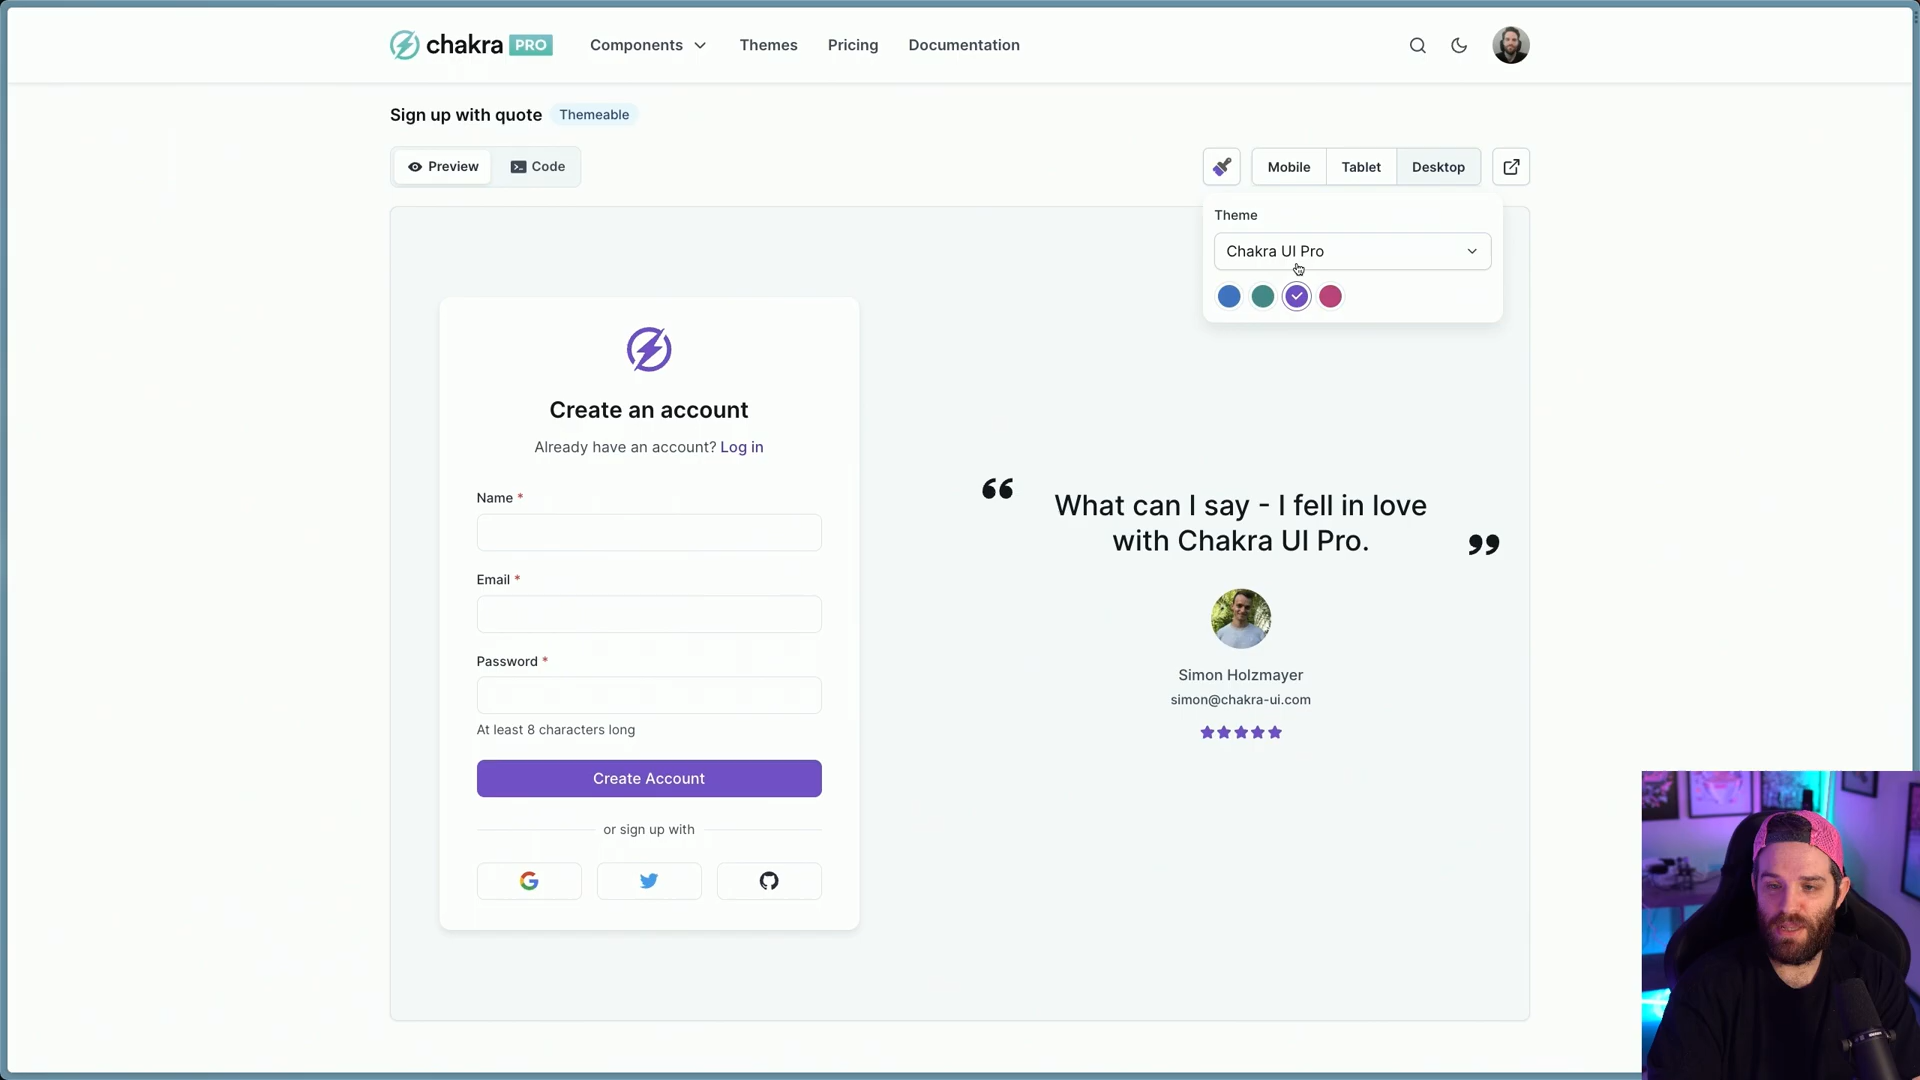 chakra PRO
Components
Themes
Pricing
Documentation
Sign up with quote
Themeable
Preview
Code
Mobile
Tablet
Desktop
Theme
Chakra UI Pro
Create an account
Already have an account? Log in
Name *
Email *
Password *
At least 8 characters long
Create Account
or sign up with
“ What can I say - I fell in love
with Chakra UI Pro. ”
Simon Holzmayer
simon@chakra-ui.com